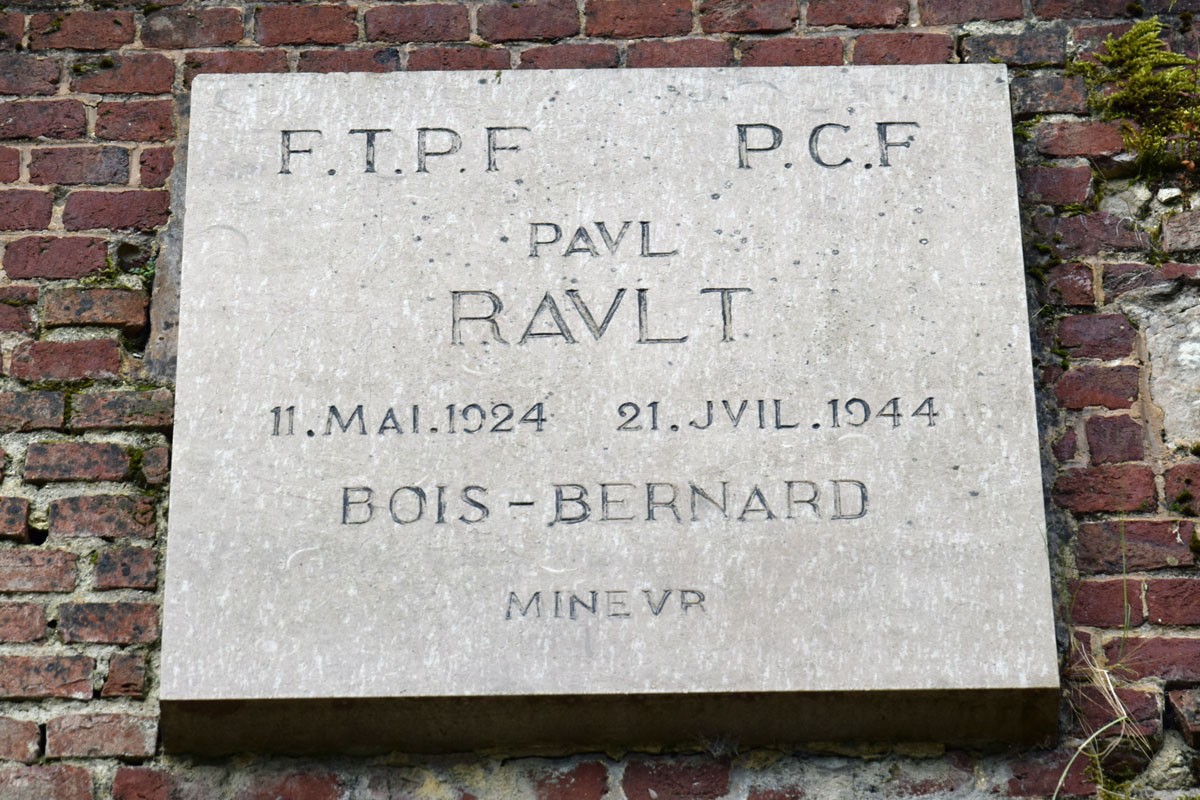 F.T.P.F P.C.F
PAVL
RAVLT
11.MAI.1924 21.JVIL.1944
BOIS-BERNARD
MINEVR